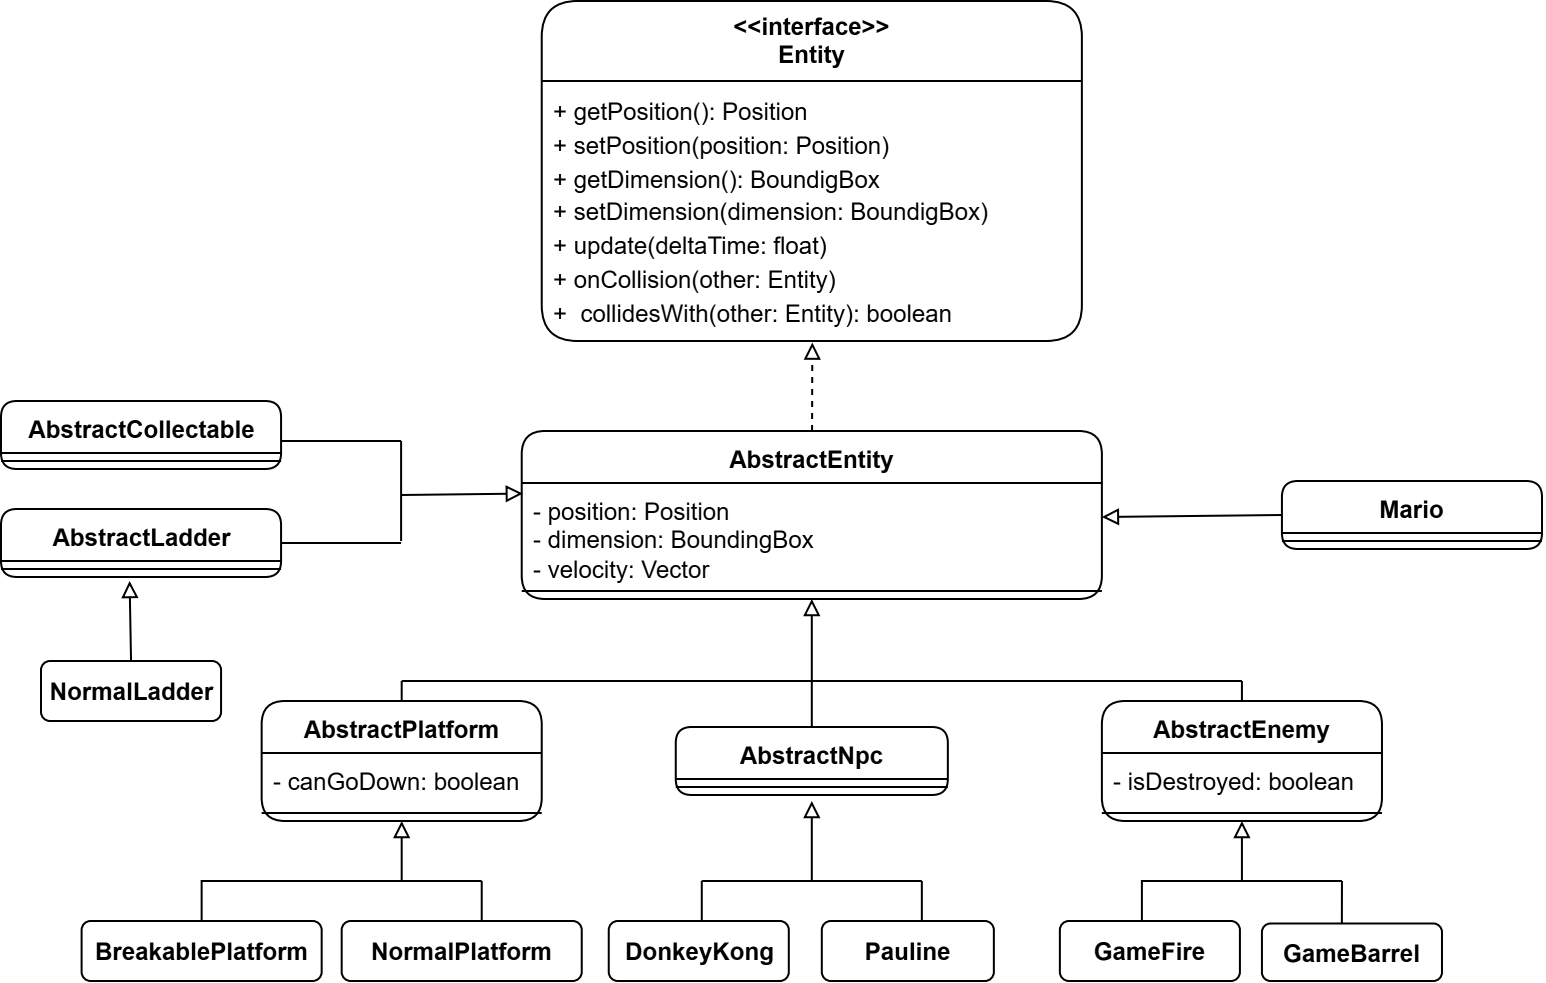 <<interface>>
Entity
+ getPosition(): Position
+ setPosition(position: Position)
+ getDimension(): BoundigBox
+ setDimension(dimension: BoundigBox)
+ update(deltaTime: float)
+ onCollision(other: Entity)
+  collidesWith(other: Entity): boolean
AbstractCollectable
AbstractLadder
NormalLadder
AbstractEntity
- position: Position
- dimension: BoundingBox
- velocity: Vector
Mario
AbstractPlatform
- canGoDown: boolean
AbstractNpc
AbstractEnemy
- isDestroyed: boolean
BreakablePlatform
NormalPlatform
DonkeyKong
Pauline
GameFire
GameBarrel